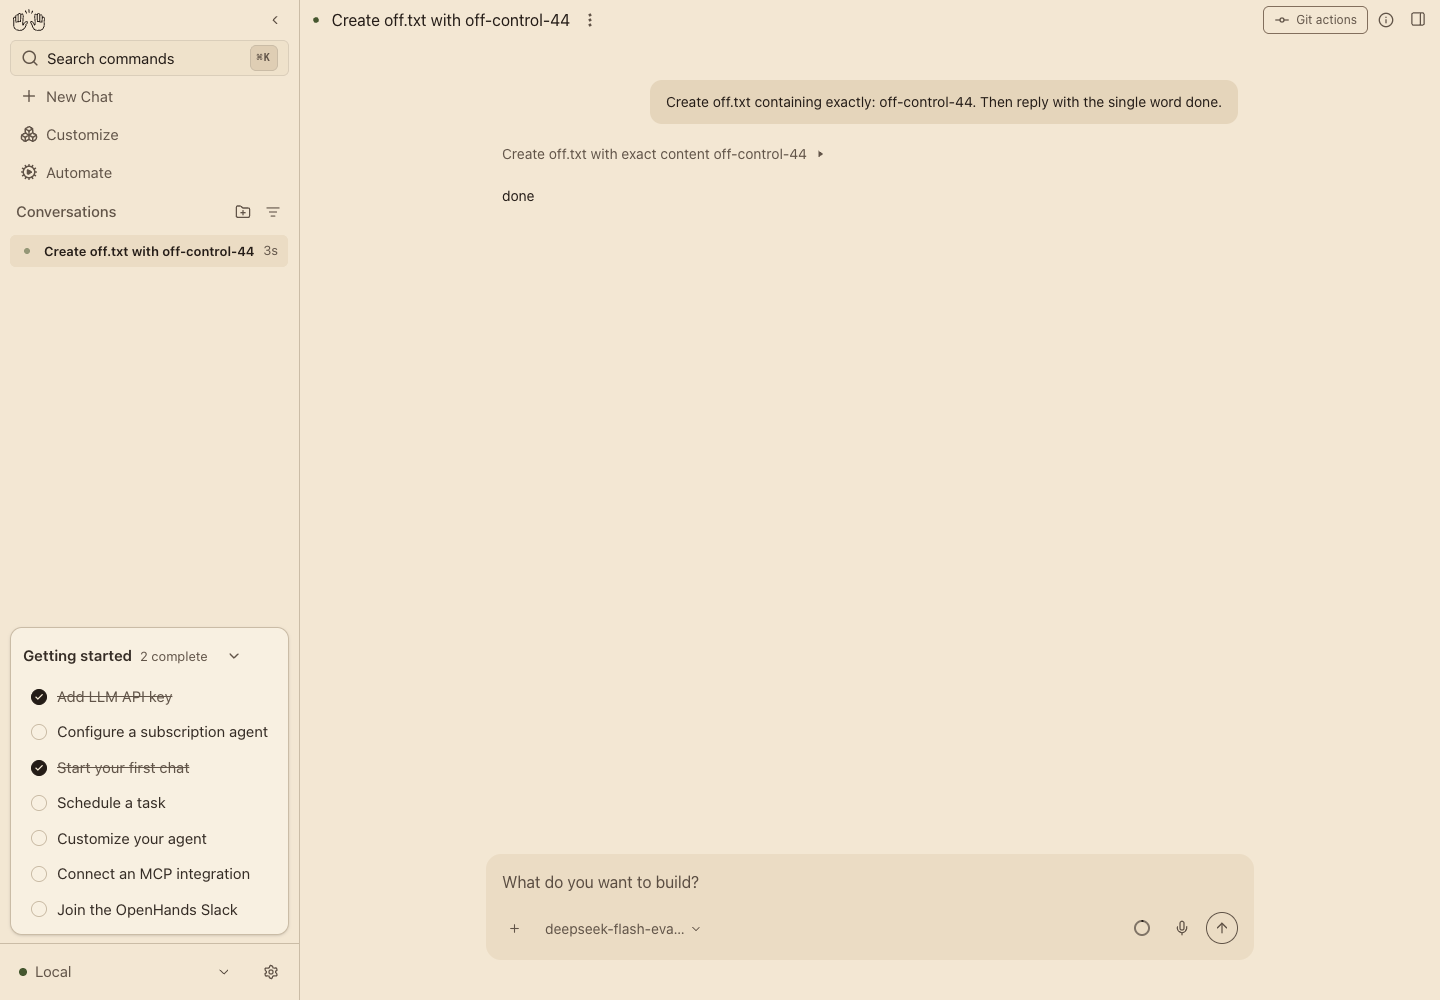 Search commands
⌘K
New Chat
Customize
Automate
Conversations
Create off.txt with off-control-44 3s
Getting started 2 complete
Add LLM API key
Configure a subscription agent
Start your first chat
Schedule a task
Customize your agent
Connect an MCP integration
Join the OpenHands Slack
Local
Create off.txt with off-control-44
Git actions
Create off.txt containing exactly: off-control-44. Then reply with the single word done.
Create off.txt with exact content off-control-44
done
What do you want to build?
deepseek-flash-eva...